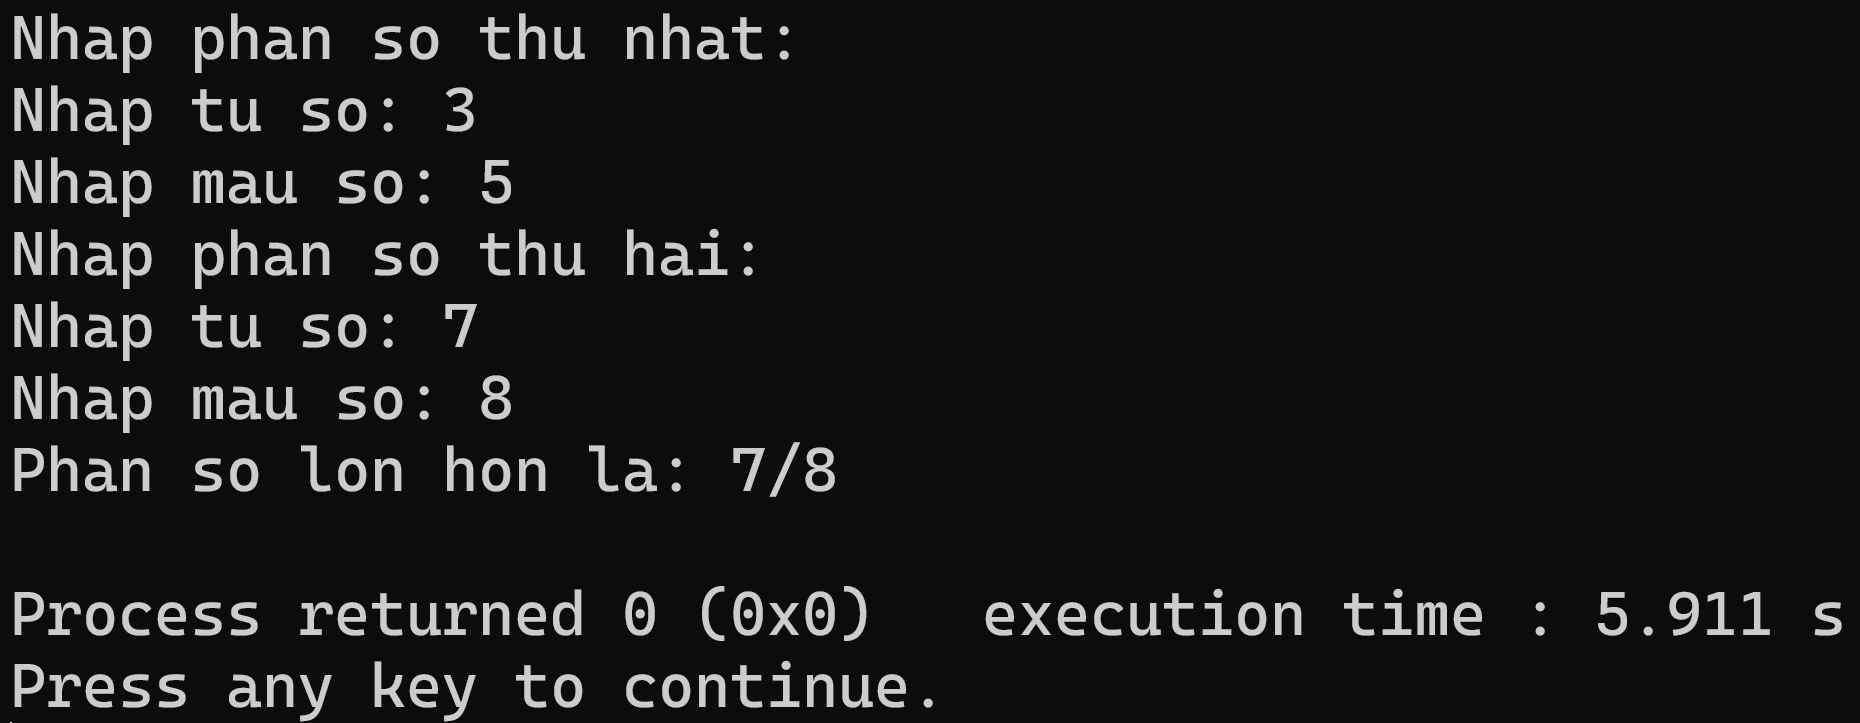 Nhap phan so thu nhat:
Nhap tu so: 3
Nhap mau so: 5
Nhap phan so thu hai:
Nhap tu so: 7
Nhap mau so: 8
Phan so lon hon la: 7/8
Process returned 0 (0x0)   execution time : 5.911 s
Press any key to continue.